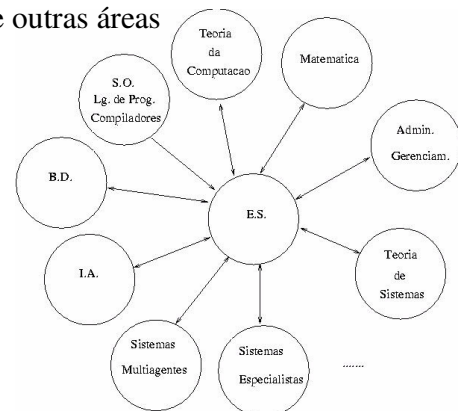 e outras áreas
Teoria
da
Computacao
Matematica
S.O.
Lg. de Prog.
Compiladores
Admin.
Gerenciam.
B.D.
E.S.
I.A.
Teoria
de
Sistemas
Sistemas
Multiagentes
Sistemas
Especialistas
.......